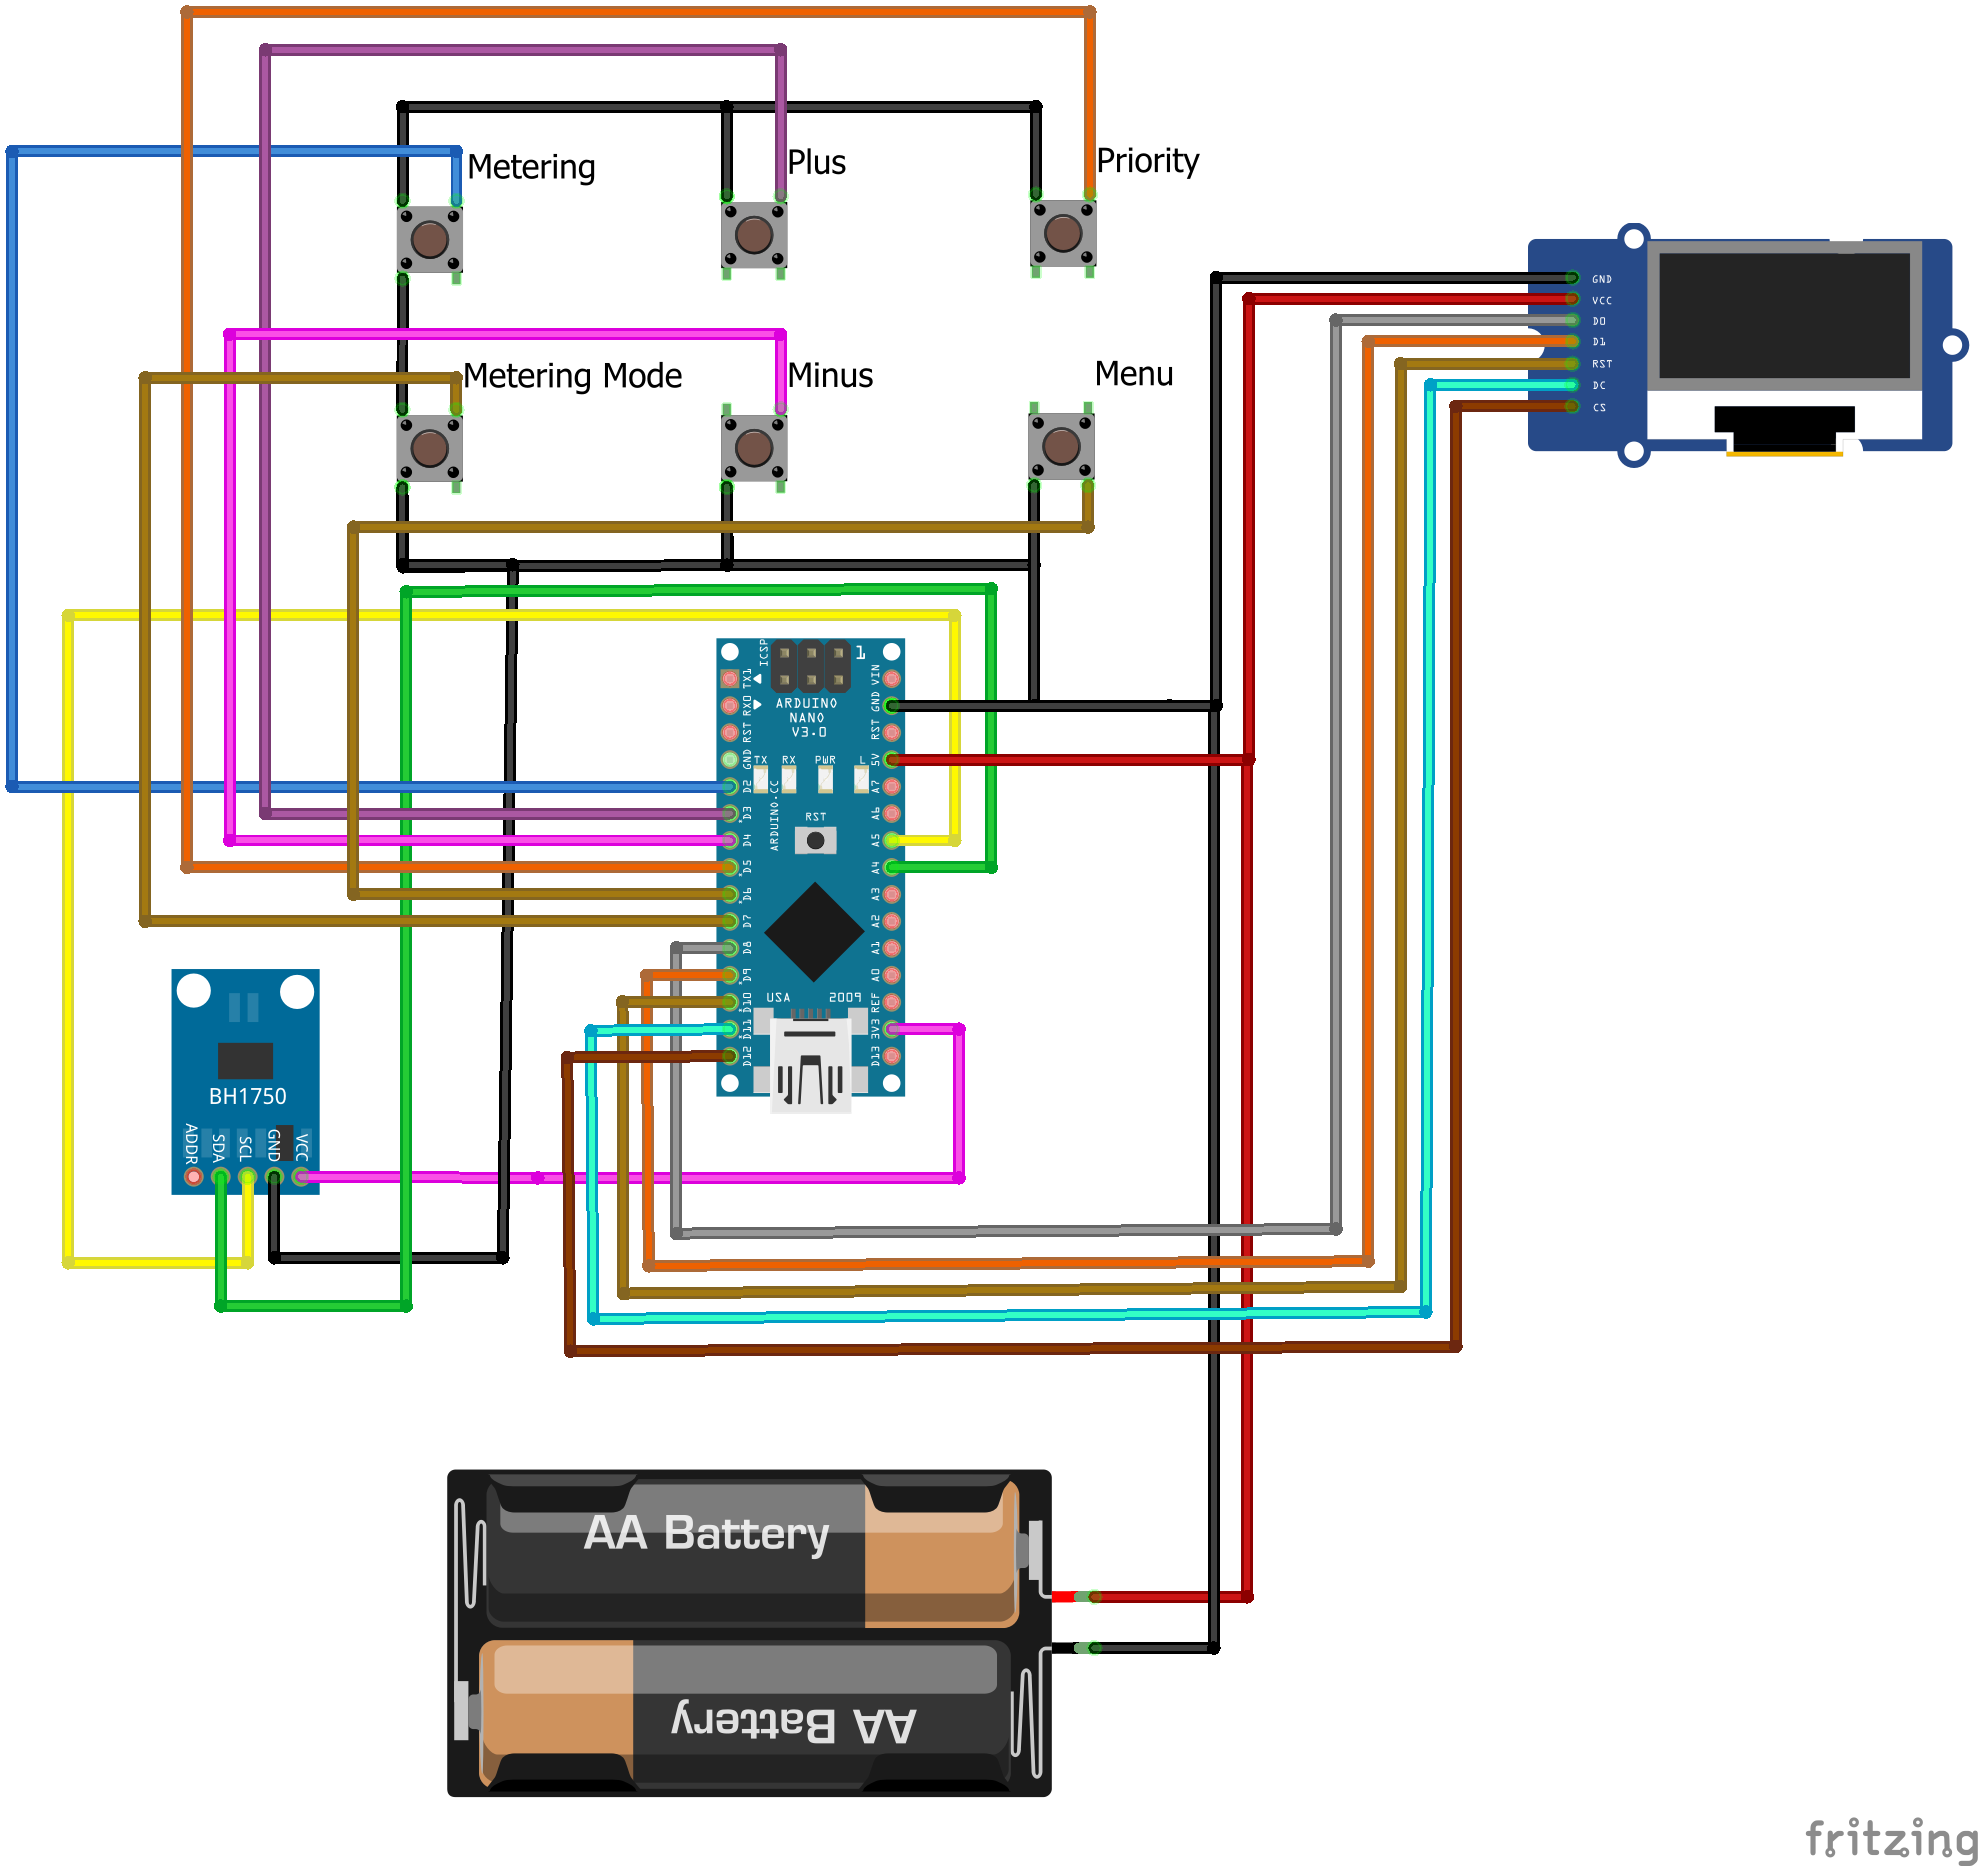 Metering
Plus
Priority
Metering Mode
Minus
Menu
GND
VCC
D0
D1
RST
DC
CS
ICSP
1
TX1
RX0
RST
GND
D2
D3
D4
D5
D6
D7
D8
D9
D10
D11
D12
VIN
GND
RST
5V
A7
A6
A5
A4
A3
A2
A1
A0
REF
3V3
D13
ARDUINO
NANO
V3.0
TX RX PWR L
ARDUINO.CC
RST
USA 2009
BH1750
ADDR
SDA
SCL
GND
VCC
AA Battery
AA Battery
fritzing